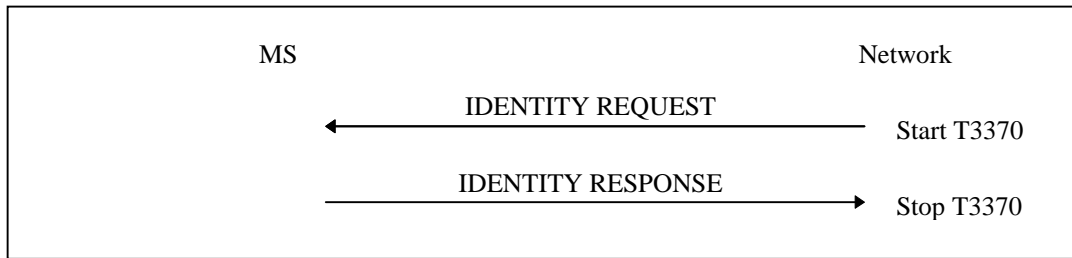 MS Network
IDENTITY REQUEST
Start T3370
IDENTITY RESPONSE
Stop T3370